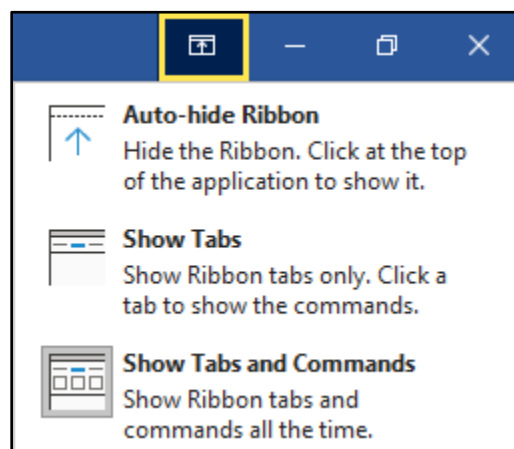 Auto-hide Ribbon
Hide the Ribbon. Click at the top
of the application to show it.
Show Tabs
Show Ribbon tabs only. Click a
tab to show the commands.
Show Tabs and Commands
Show Ribbon tabs and
commands all the time.